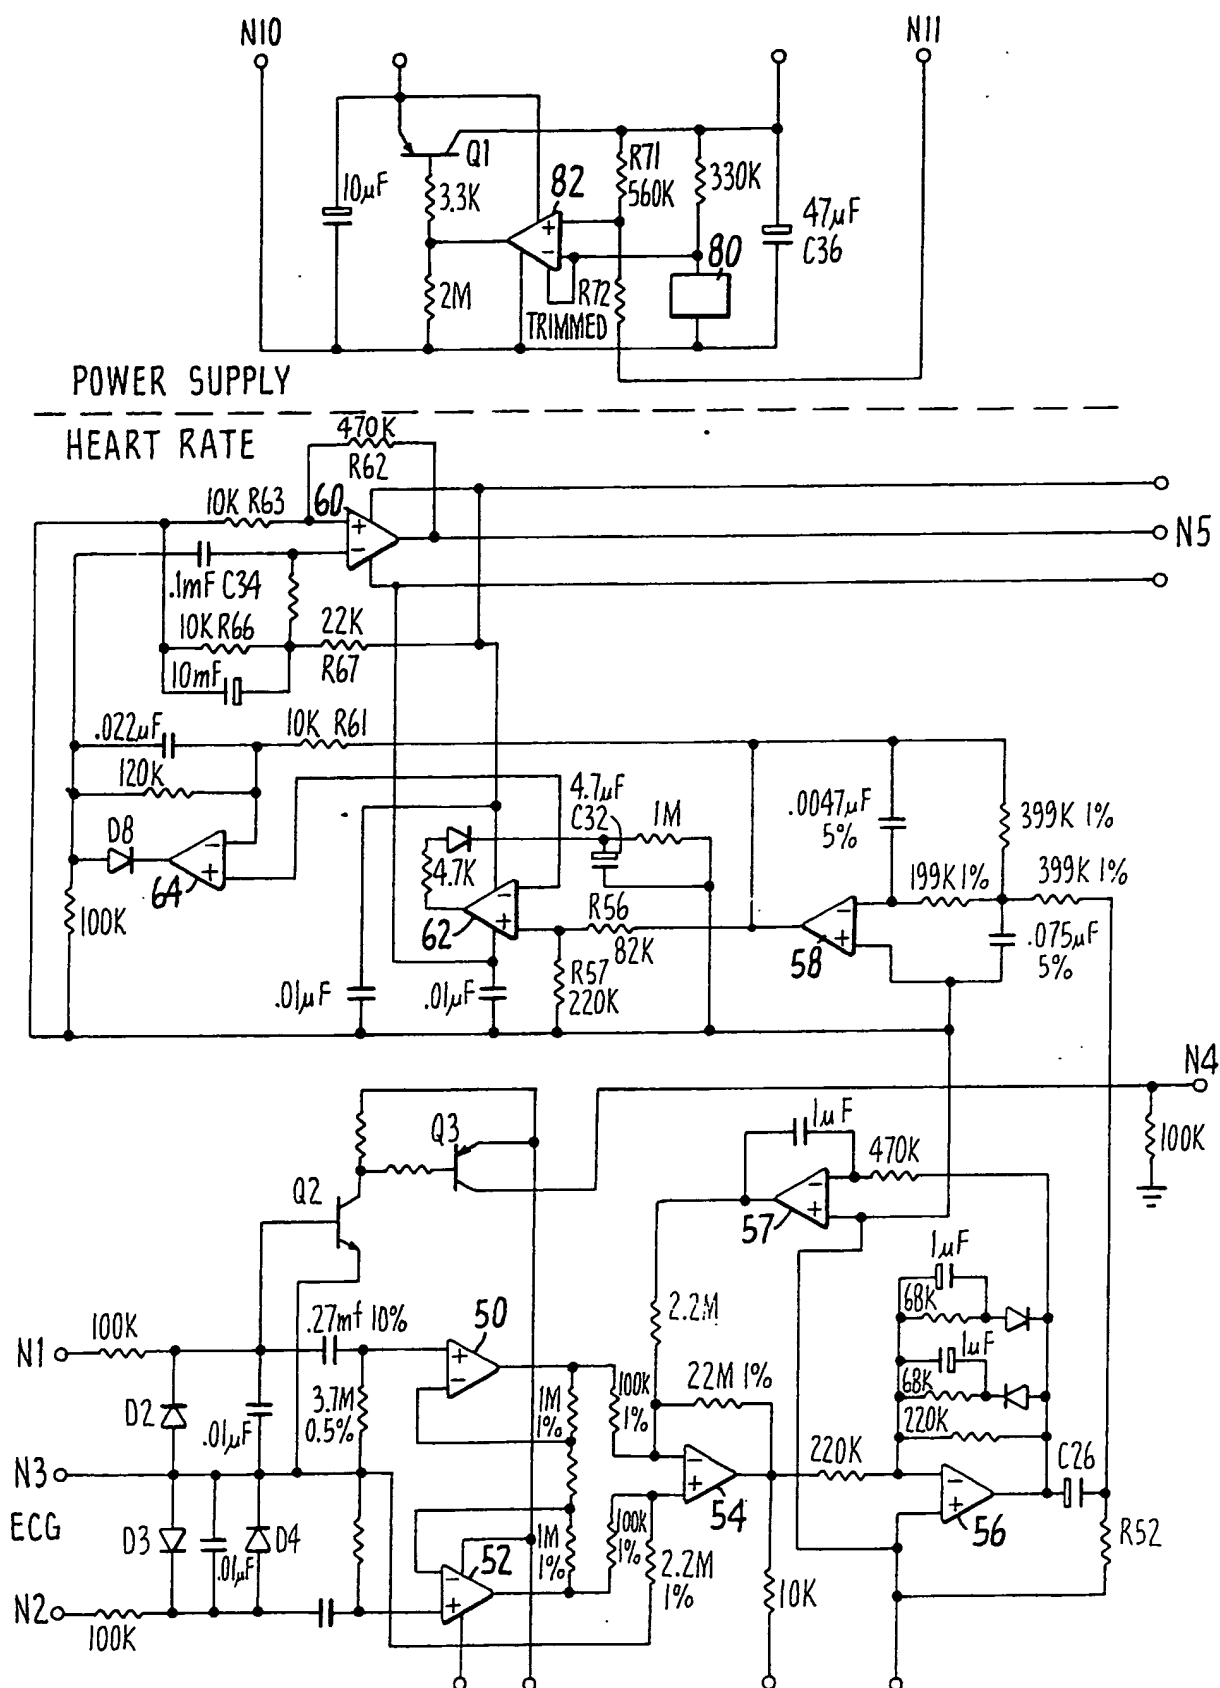 N10
N11
Q1
10µF
3.3K
82
+
−
R71
560K
330K
47µF
C36
80
2M
R72
TRIMMED
POWER SUPPLY
HEART RATE
470K
R62
10K R63
60
+
−
N5
.1mF C34
10K R66
22K
R67
10mF
.022µF
10K R61
120K
4.7µF
C32
1M
.0047µF
5%
399K 1%
D8
−
+
64
4.7K
199K 1%
399K 1%
100K
R56
−
+
62
82K
−
+
58
.075µF
5%
.01µF
.01µF
R57
220K
N4
Q3
1µF
470K
100K
Q2
−
+
57
1µF
68K
.27mf 10%
50
2.2M
N1
100K
+
−
1µF
22M 1%
68K
D2
3.7M
0.5%
1M
1%
100K
1%
.01µF
220K
220K
C26
N3
−
+
54
−
+
56
ECG
D3
.01µF
D4
1M
1%
100K
1%
R52
52
−
+
2.2M
1%
10K
N2
100K